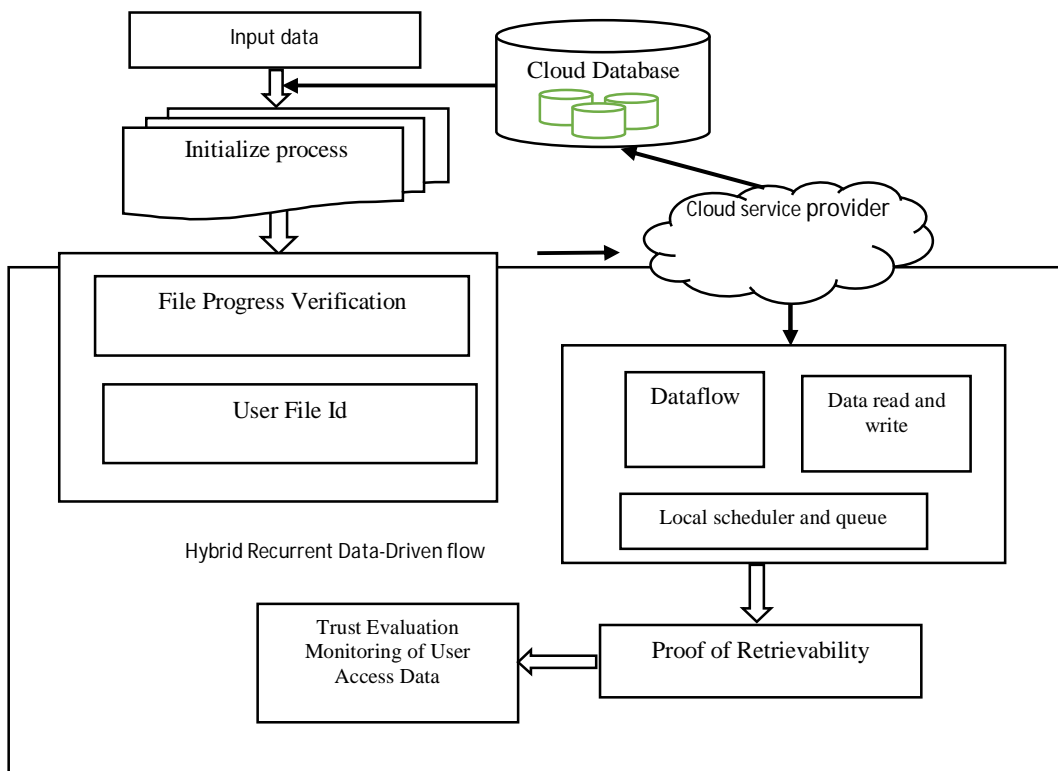 Input data
Cloud Database
Initialize process
Cloud service provider
File Progress Verification
User File Id
Dataflow
Data read and
write
Local scheduler and queue
Hybrid Recurrent Data-Driven flow
Trust Evaluation
Monitoring of User
Access Data
Proof of Retrievability